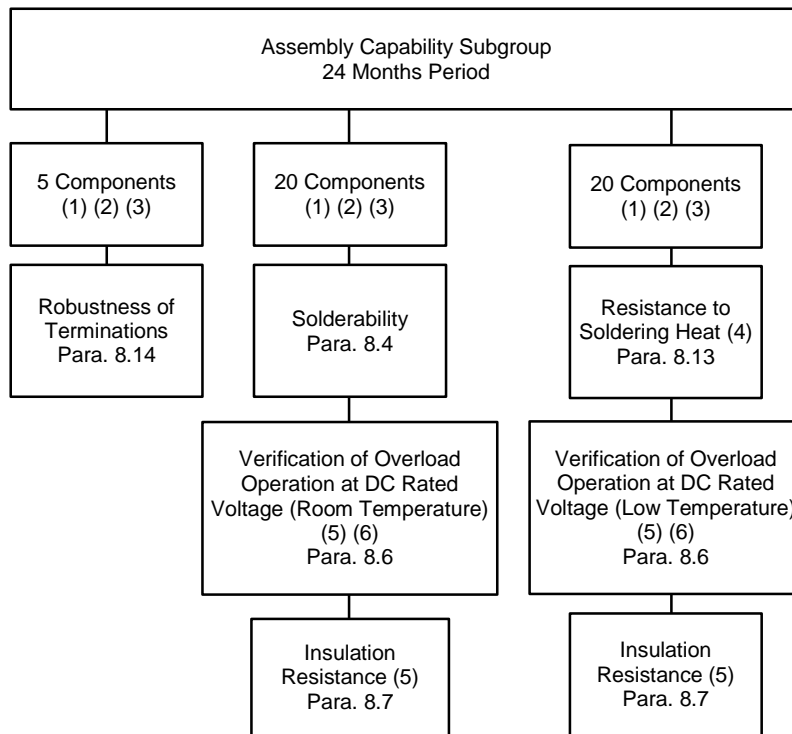 Assembly Capability Subgroup
24 Months Period
5 Components
(1) (2) (3)
20 Components
(1) (2) (3)
20 Components
(1) (2) (3)
Robustness of
Terminations
Para. 8.14
Solderability
Para. 8.4
Resistance to
Soldering Heat (4)
Para. 8.13
Verification of Overload
Operation at DC Rated
Voltage (Room Temperature)
(5) (6)
Para. 8.6
Verification of Overload
Operation at DC Rated
Voltage (Low Temperature)
(5) (6)
Para. 8.6
Insulation
Resistance (5)
Para. 8.7
Insulation
Resistance (5)
Para. 8.7